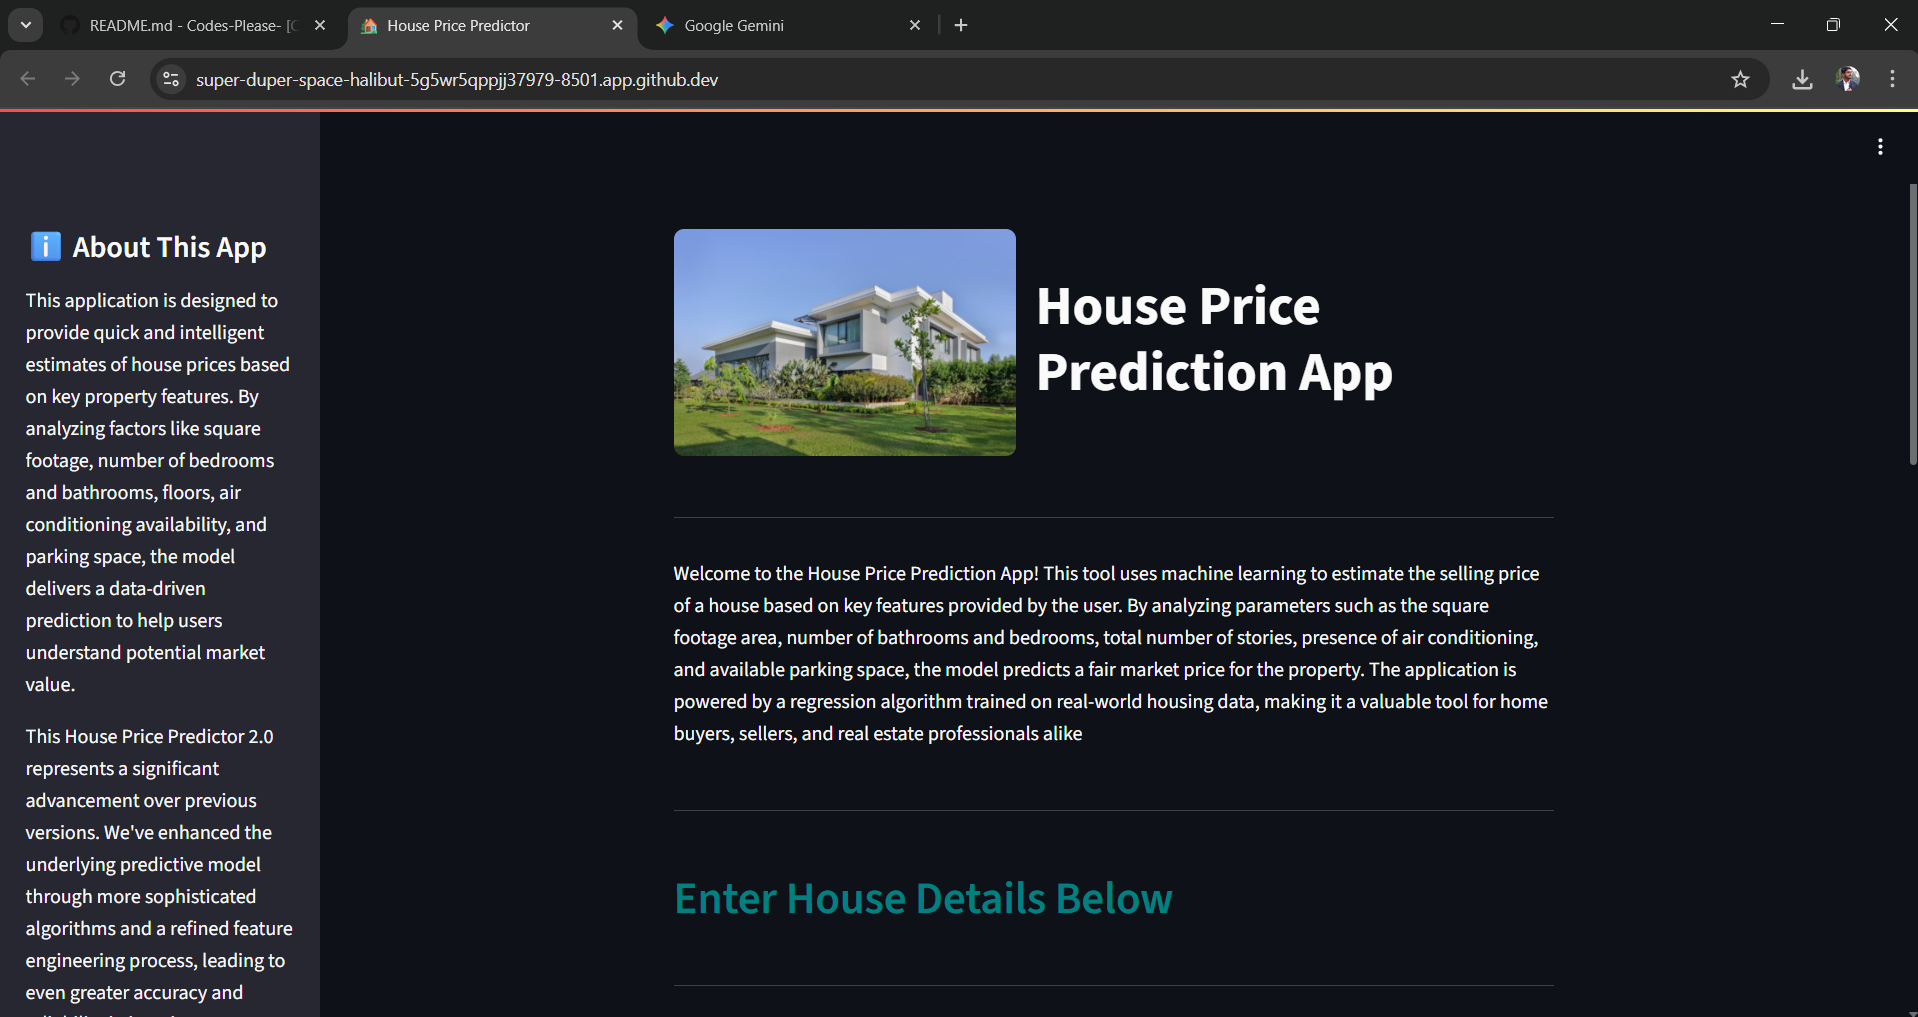 README.md - Codes-Please- [C
House Price Predictor
Google Gemini
super-duper-space-halibut-5g5wr5qppjj37979-8501.app.github.dev
About This App
This application is designed to
provide quick and intelligent
estimates of house prices based
on key property features. By
analyzing factors like square
footage, number of bedrooms
and bathrooms, floors, air
conditioning availability, and
parking space, the model
delivers a data-driven
prediction to help users
understand potential market
value.
This House Price Predictor 2.0
represents a significant
advancement over previous
versions. We've enhanced the
underlying predictive model
through more sophisticated
algorithms and a refined feature
engineering process, leading to
even greater accuracy and
House Price
Prediction App
Welcome to the House Price Prediction App! This tool uses machine learning to estimate the selling price
of a house based on key features provided by the user. By analyzing parameters such as the square
footage area, number of bathrooms and bedrooms, total number of stories, presence of air conditioning,
and available parking space, the model predicts a fair market price for the property. The application is
powered by a regression algorithm trained on real-world housing data, making it a valuable tool for home
buyers, sellers, and real estate professionals alike
Enter House Details Below